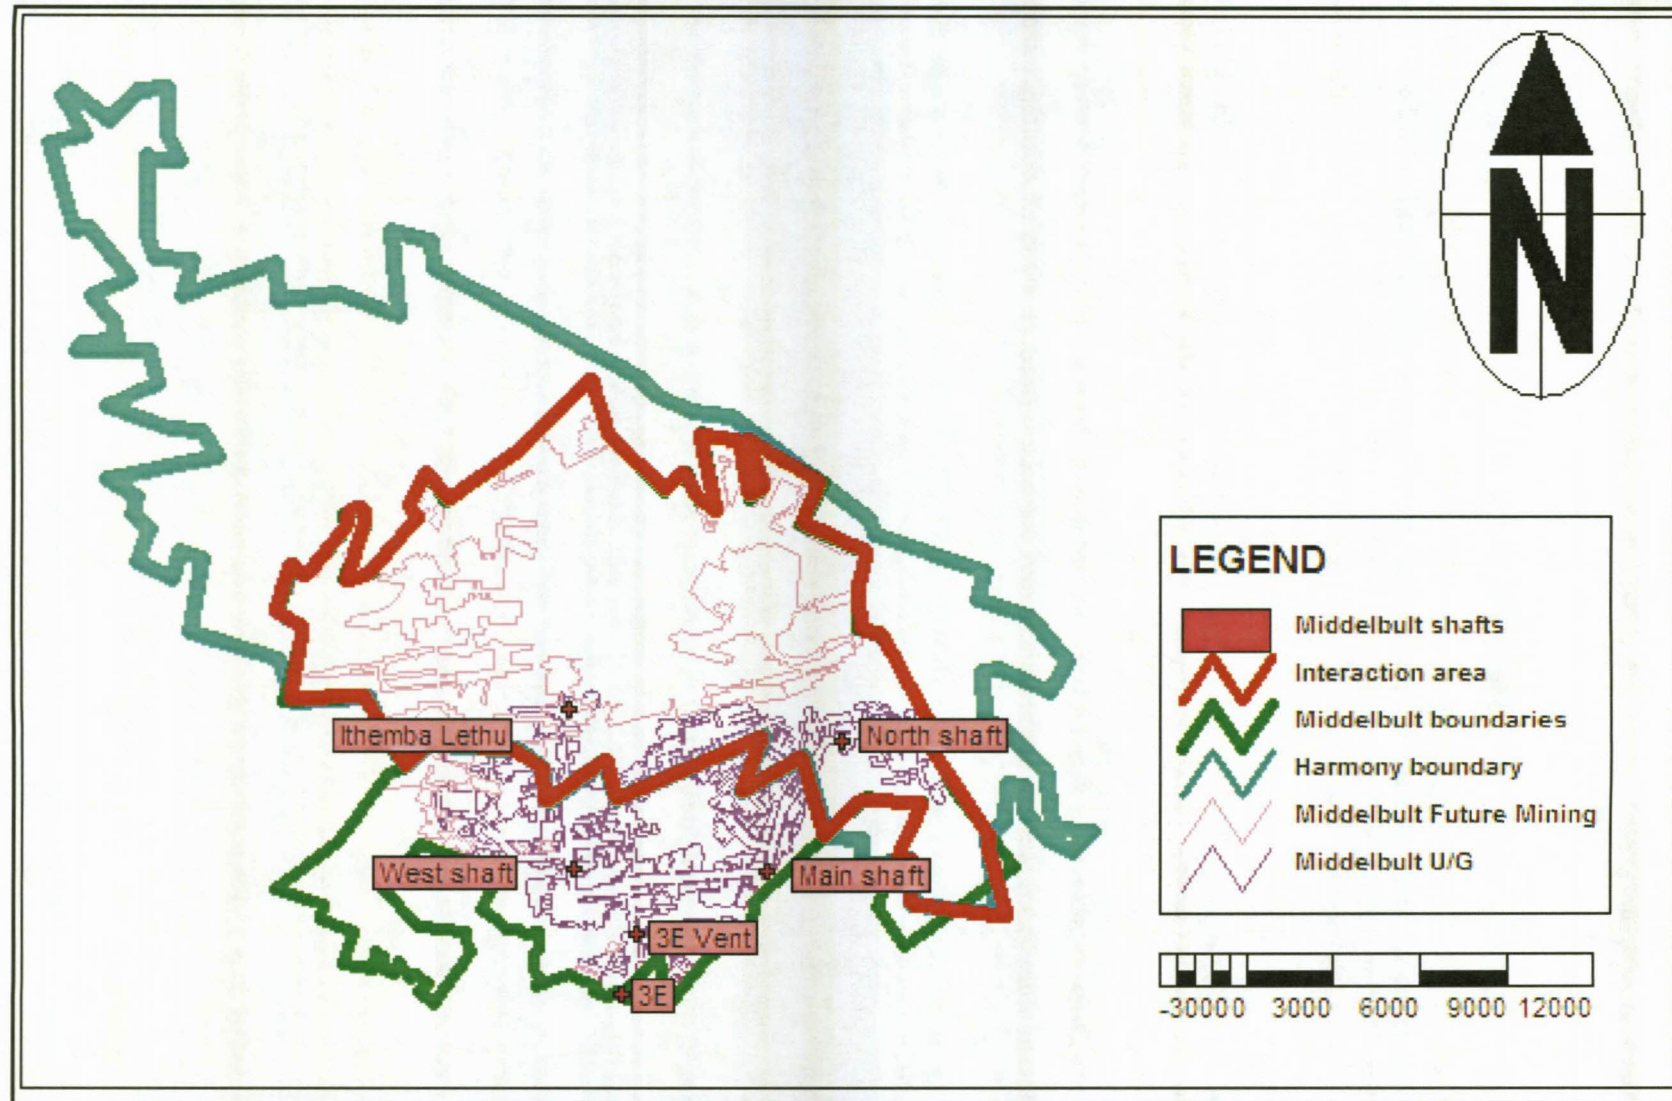 N
LEGEND
Middelbult shafts
Interaction area
Middelbult boundaries
Harmony boundary
Middelbult Future Mining
Middelbult U/G
Ithemba Lethu
North shaft
West shaft
Main shaft
3E Vent
3E
-30000 3000 6000 9000 12000